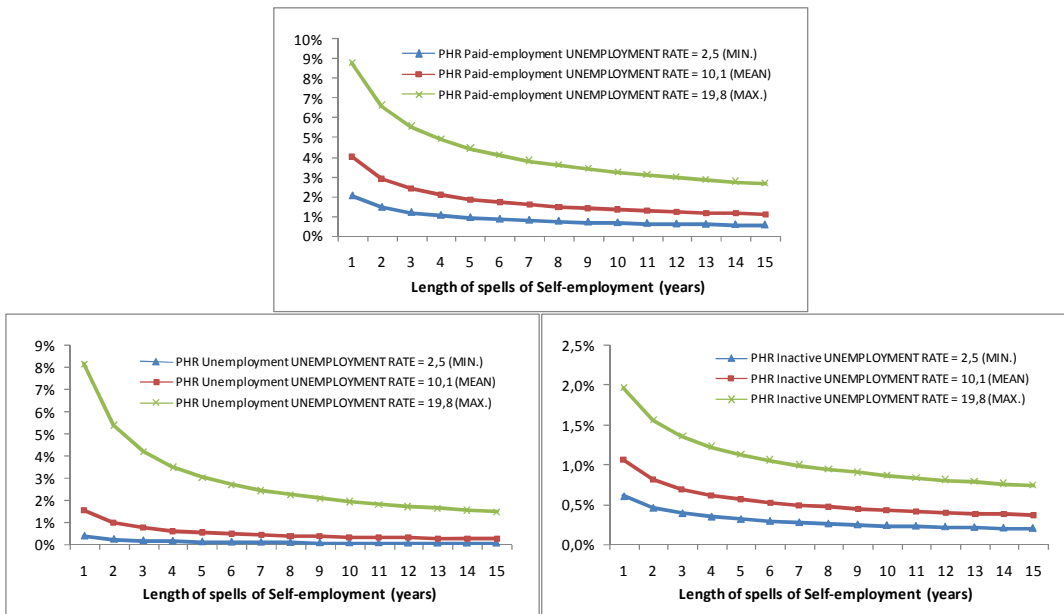 10%
9%
8%
7%
6%
5%
4%
3%
2%
1%
0%
PHR Paid-employment UNEMPLOYMENT RATE = 2,5 (MIN.)
PHR Paid-employment UNEMPLOYMENT RATE = 10,1 (MEAN)
PHR Paid-employment UNEMPLOYMENT RATE = 19,8 (MAX.)
1 2 3 4 5 6 7 8 9 10 11 12 13 14 15
Length of spells of Self-employment (years)
9%
8%
7%
6%
5%
4%
3%
2%
1%
0%
PHR Unemployment UNEMPLOYMENT RATE = 2,5 (MIN.)
PHR Unemployment UNEMPLOYMENT RATE = 10,1 (MEAN)
PHR Unemployment UNEMPLOYMENT RATE = 19,8 (MAX.)
1 2 3 4 5 6 7 8 9 10 11 12 13 14 15
Length of spells of Self-employment (years)
2,5%
2,0%
1,5%
1,0%
0,5%
0,0%
PHR Inactive UNEMPLOYMENT RATE = 2,5 (MIN.)
PHR Inactive UNEMPLOYMENT RATE = 10,1 (MEAN)
PHR Inactive UNEMPLOYMENT RATE = 19,8 (MAX.)
1 2 3 4 5 6 7 8 9 10 11 12 13 14 15
Length of spells of Self-employment (years)